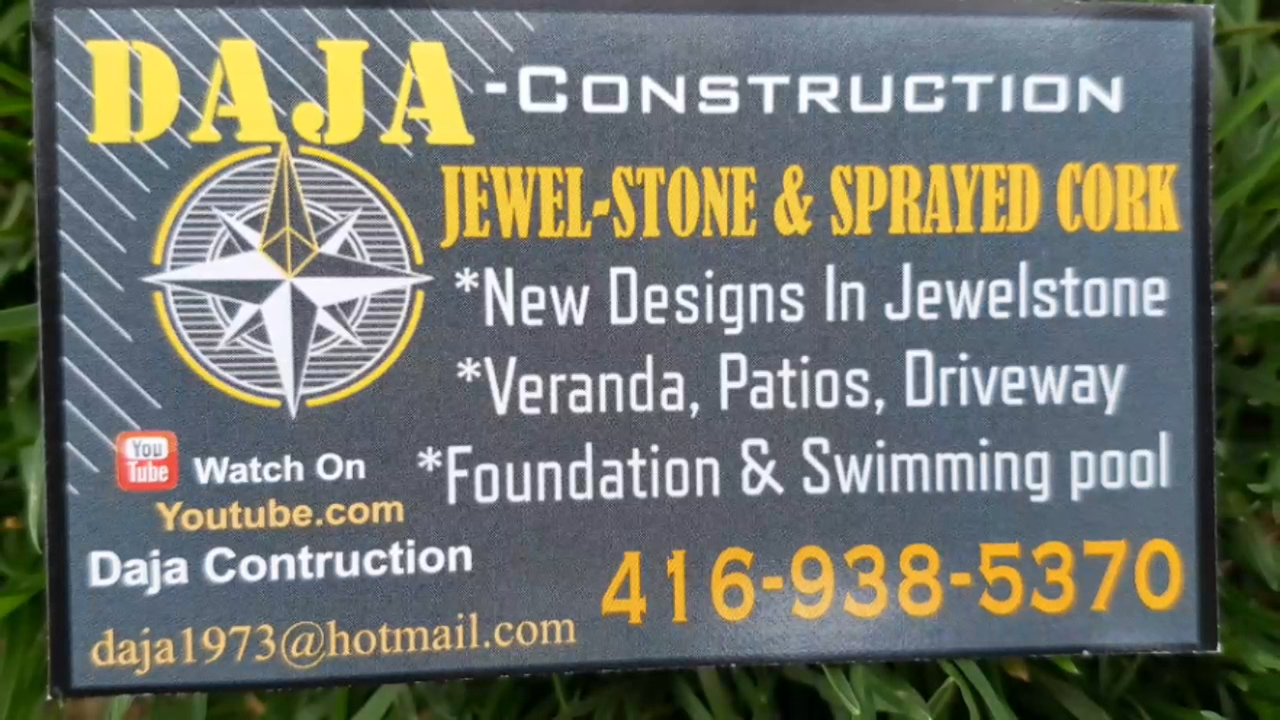 DAJA -CONSTRUCTION
JEWEL-STONE & SPRAYED CORK
*New Designs In Jewelstone
*Veranda, Patios, Driveway
*Foundation & Swimming pool
You
Tube
Watch On
Youtube.com
Daja Contruction
416-938-5370
daja1973@hotmail.com